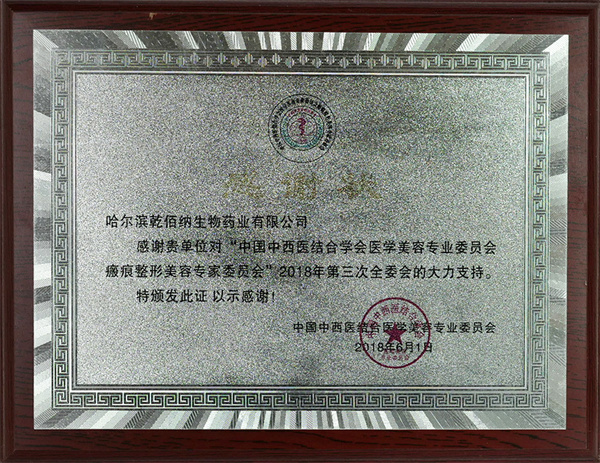 感谢状
哈尔滨乾佰纳生物药业有限公司
感谢贵单位对“中国中西医结合学会医学美容专业委员会
瘢痕整形美容专家委员会”2018年第三次全委会的大力支持。
特颁发此证 以示感谢!
中国中西医结合医学美容专业委员会
2018年6月1日